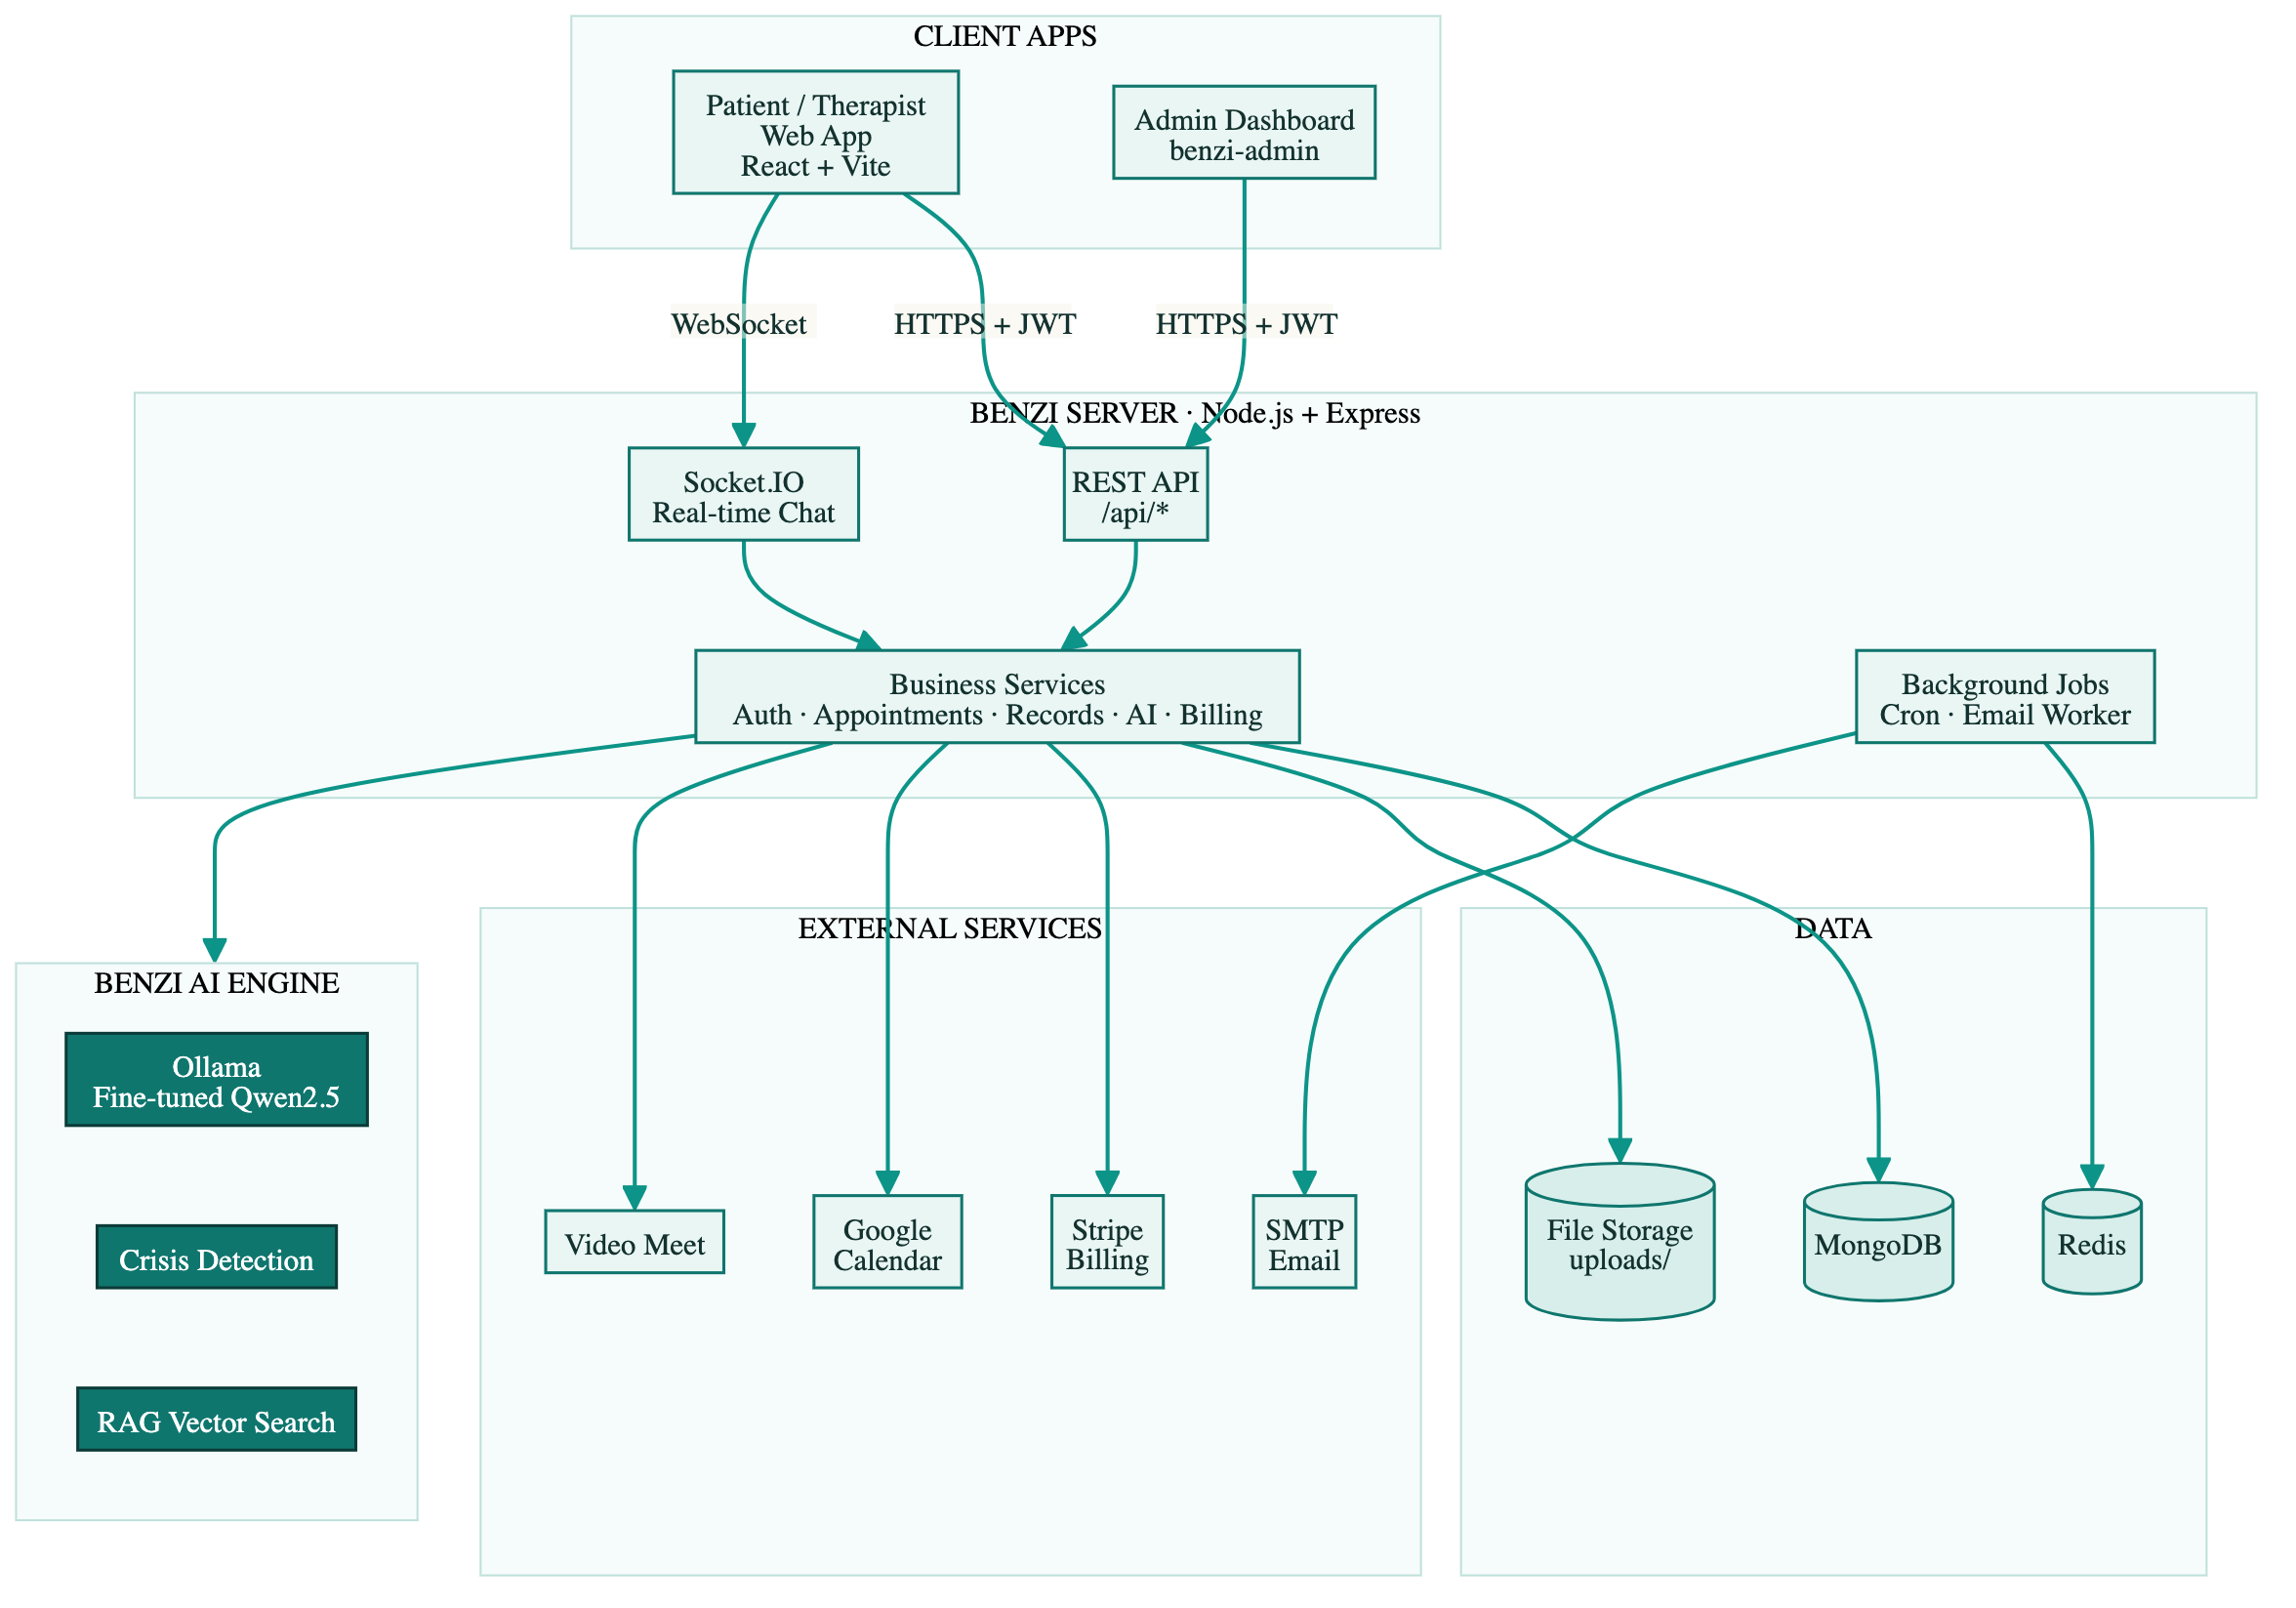 CLIENT APPS
Patient / Therapist
Web App
React + Vite
Admin Dashboard
benzi-admin
WebSocket
HTTPS + JWT
HTTPS + JWT
BENZI SERVER · Node.js + Express
Socket.IO
Real-time Chat
REST API
/api/*
Business Services
Auth · Appointments · Records · AI · Billing
Background Jobs
Cron · Email Worker
BENZI AI ENGINE
Ollama
Fine-tuned Qwen2.5
Crisis Detection
RAG Vector Search
EXTERNAL SERVICES
Video Meet
Google
Calendar
Stripe
Billing
SMTP
Email
DATA
File Storage
uploads/
MongoDB
Redis